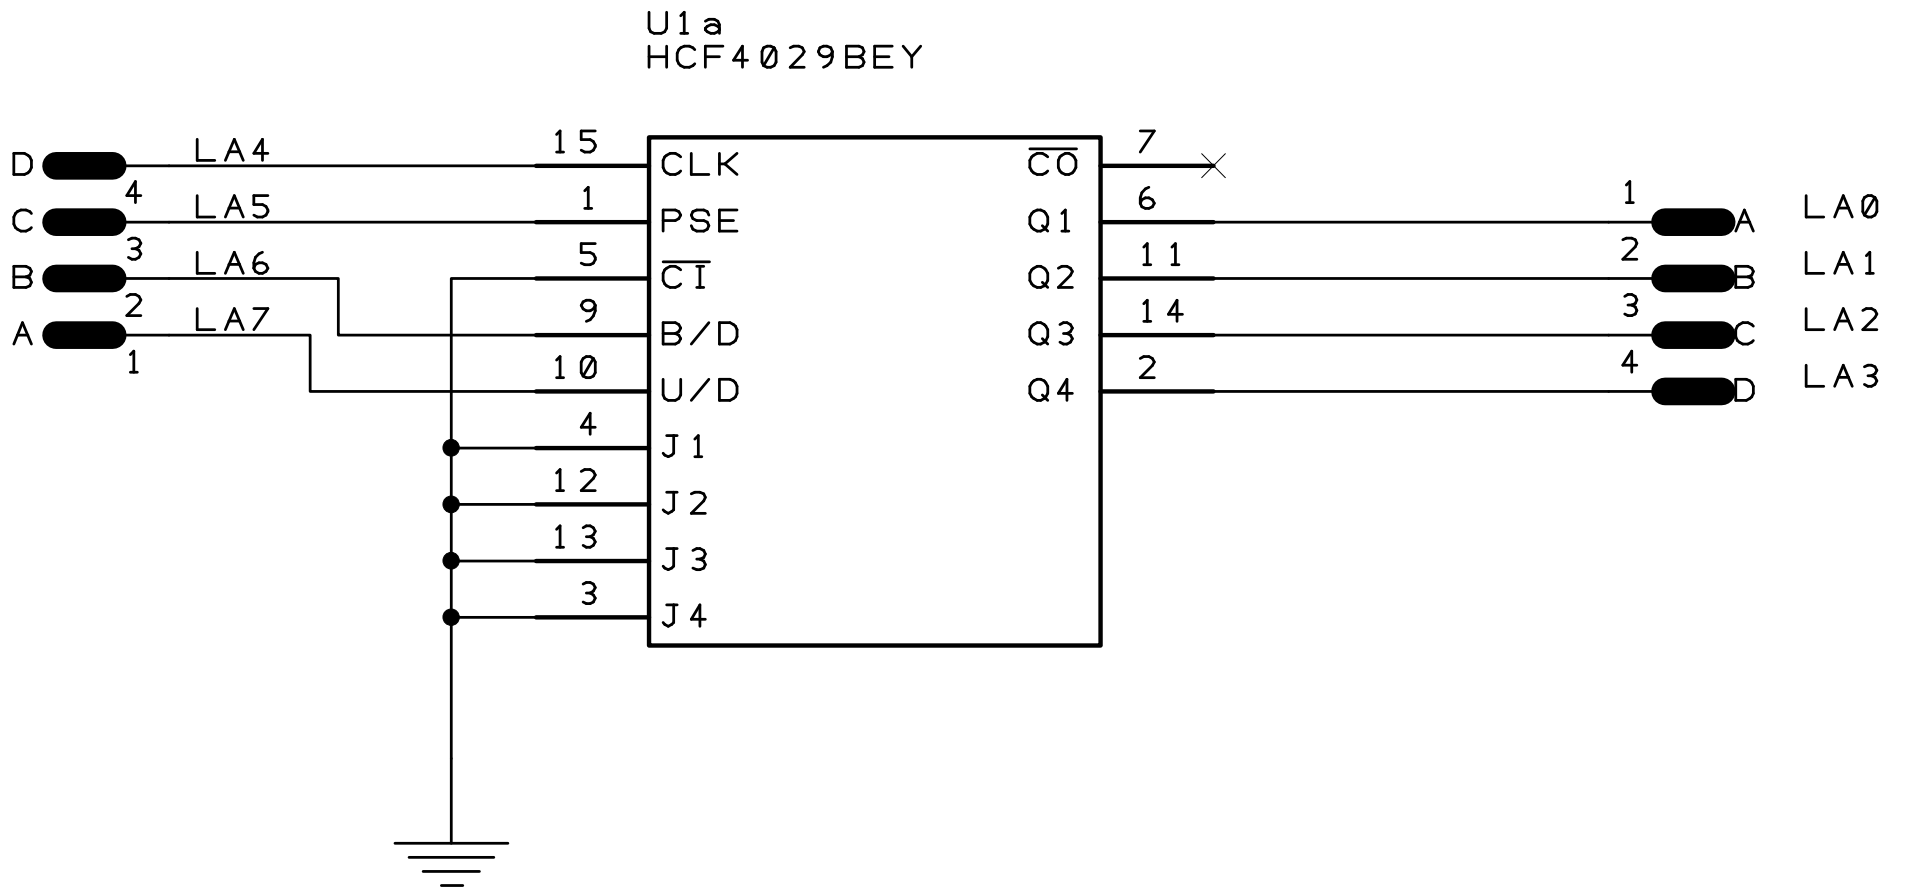 U1a
HCF4029BEY
D LA4 15 CLK CO 7
4
C LA5 1 PSE Q1 6 1 A LA0
3
B LA6 5 CI Q2 11 2 B LA1
2
A LA7 9 B/D Q3 14 3 C LA2
1
10 U/D Q4 2 4 D LA3
4 J1
12 J2
13 J3
3 J4